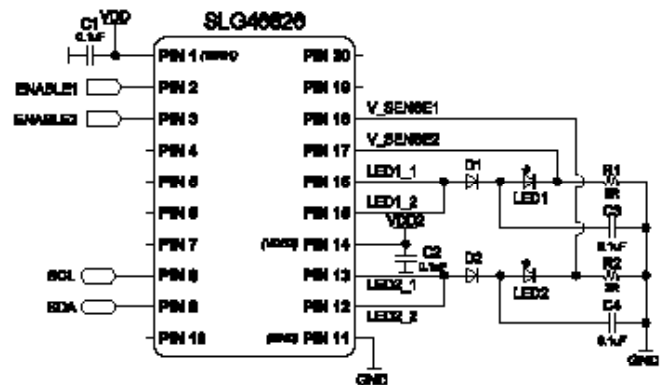 SLG46826
C1
0.1uF
VDD
PIN 1 (VDD)
PIN 2
PIN 3
PIN 4
PIN 5
PIN 6
PIN 7
PIN 8
PIN 9
PIN 10
ENABLE1
ENABLE2
SCL
SDA
PIN 20
PIN 19
PIN 18
PIN 17
PIN 16
PIN 15
(VDD2) PIN 14
PIN 13
PIN 12
(GND) PIN 11
V_SENSE1
V_SENSE2
LED1_1
LED1_2
VDD2
C2
0.1uF
LED2_1
LED2_2
GND
D1
LED1
R1
C3
0.1uF
D2
LED2
R2
C4
0.1uF
GND